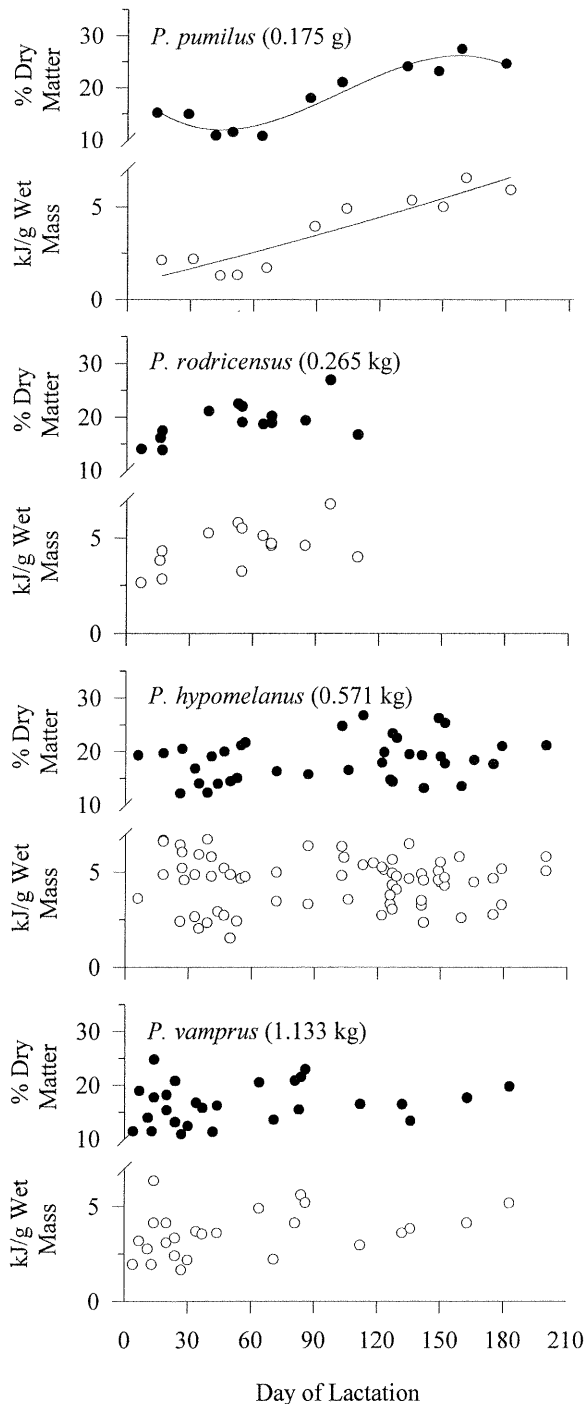 P. pumilus (0.175 g)
% Dry
Matter
30
20
10
kJ/g Wet
Mass
5
0
P. rodricensus (0.265 kg)
% Dry
Matter
30
20
10
kJ/g Wet
Mass
5
0
P. hypomelanus (0.571 kg)
% Dry
Matter
30
20
10
kJ/g Wet
Mass
5
0
P. vamprus (1.133 kg)
% Dry
Matter
30
20
10
kJ/g Wet
Mass
5
0
0 30 60 90 120 150 180 210
Day of Lactation